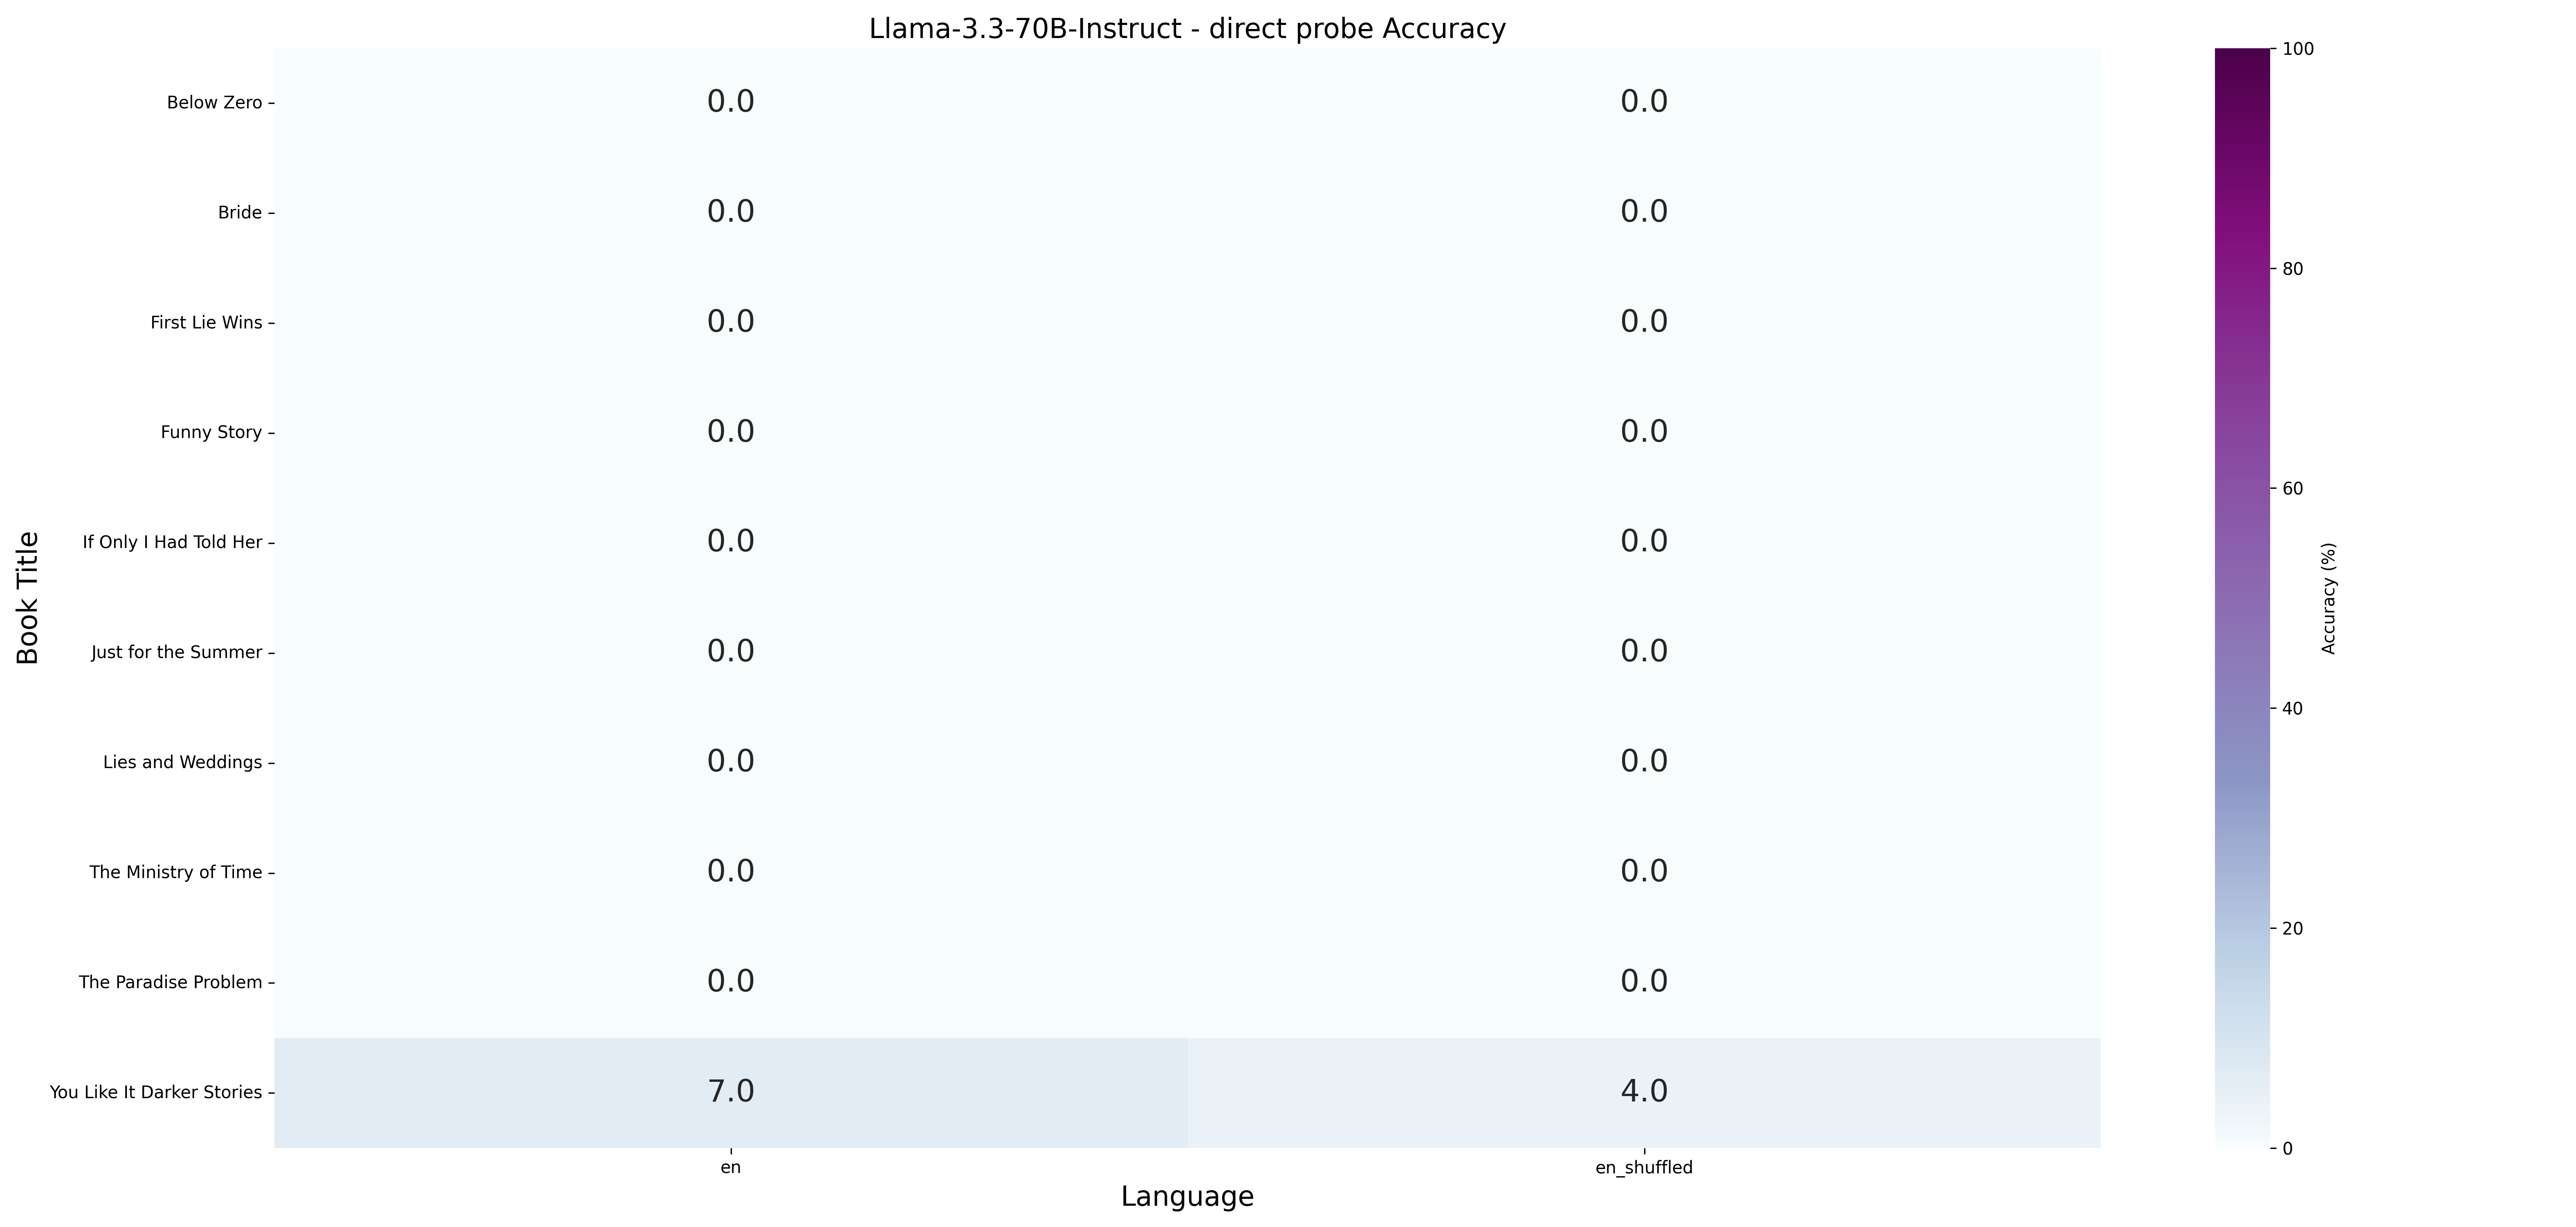 Llama-3.3-70B-Instruct - direct probe Accuracy
Book Title
Below Zero 0.0 0.0
Bride 0.0 0.0
First Lie Wins 0.0 0.0
Funny Story 0.0 0.0
If Only I Had Told Her 0.0 0.0
Just for the Summer 0.0 0.0
Lies and Weddings 0.0 0.0
The Ministry of Time 0.0 0.0
The Paradise Problem 0.0 0.0
You Like It Darker Stories 7.0 4.0
en en_shuffled
Language
100
80
60
40
20
0
Accuracy (%)